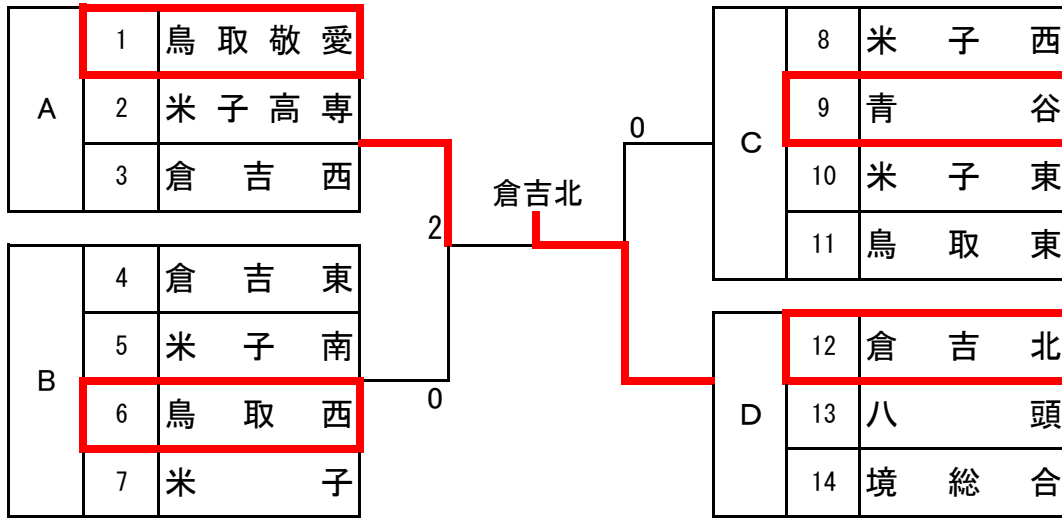 A
1 鳥取敬愛
2 米子高専
3 倉吉西
B
4 倉吉東
5 米子南
6 鳥取西
7 米子
2
0
倉吉北
0
C
8 米子西
9 青谷
10 米子東
11 鳥取東
D
12 倉吉北
13 八頭
14 境総合